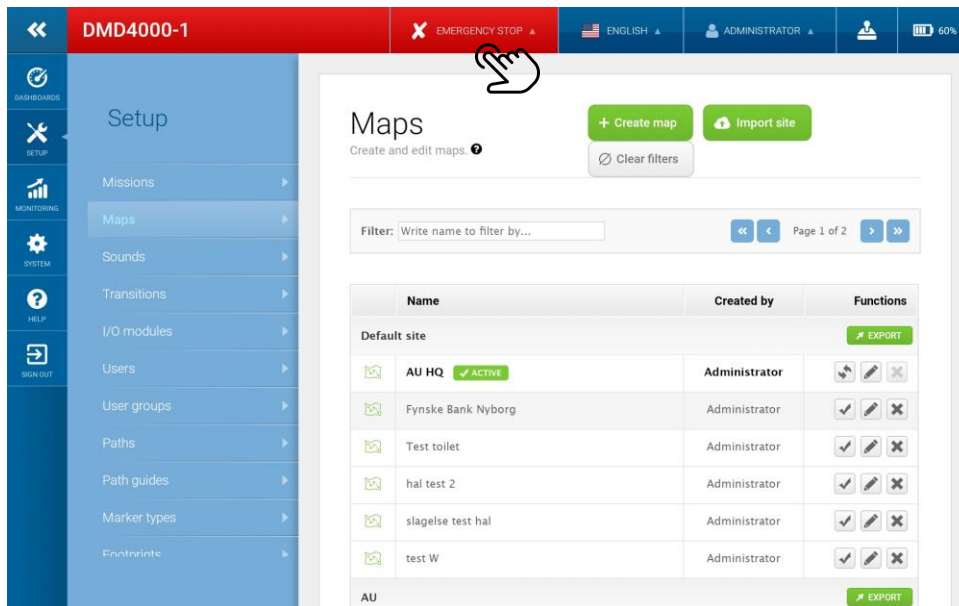 DMD4000-1
EMERGENCY STOP
ENGLISH
ADMINISTRATOR
60%
DASHBOARDS
SETUP
MONITORING
SYSTEM
HELP
SIGN OUT
Setup
Missions
Maps
Sounds
Transitions
I/O modules
Users
User groups
Paths
Path guides
Marker types
Footprints
Maps
Create and edit maps. ?
+ Create map
Import site
Clear filters
Filter: Write name to filter by...
Page 1 of 2
Name Created by Functions
Default site EXPORT
AU HQ ACTIVE Administrator
Fynske Bank Nyborg Administrator
Test toilet Administrator
hal test 2 Administrator
slagelse test hal Administrator
test W Administrator
AU EXPORT